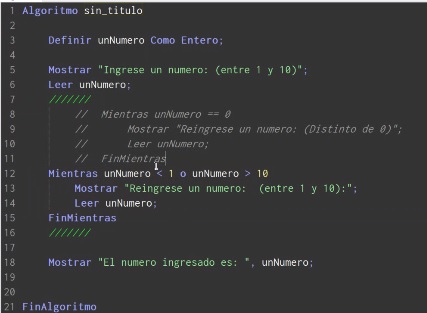 1 Algoritmo sin_titulo
2
3 Definir unNumero Como Entero;
4
5 Mostrar "Ingrese un numero: (entre 1 y 10)";
6 Leer unNumero;
7 ///////
8 // Mientras unNumero == 0
9 // Mostrar "Reingrese un numero: (Distinto de 0)";
10 // Leer unNumero;
11 // FinMientras
12 Mientras unNumero < 1 o unNumero > 10
13 Mostrar "Reingrese un numero: (entre 1 y 10):";
14 Leer unNumero;
15 FinMientras
16 ///////
17
18 Mostrar "El numero ingresado es: ", unNumero;
19
20
21 FinAlgoritmo